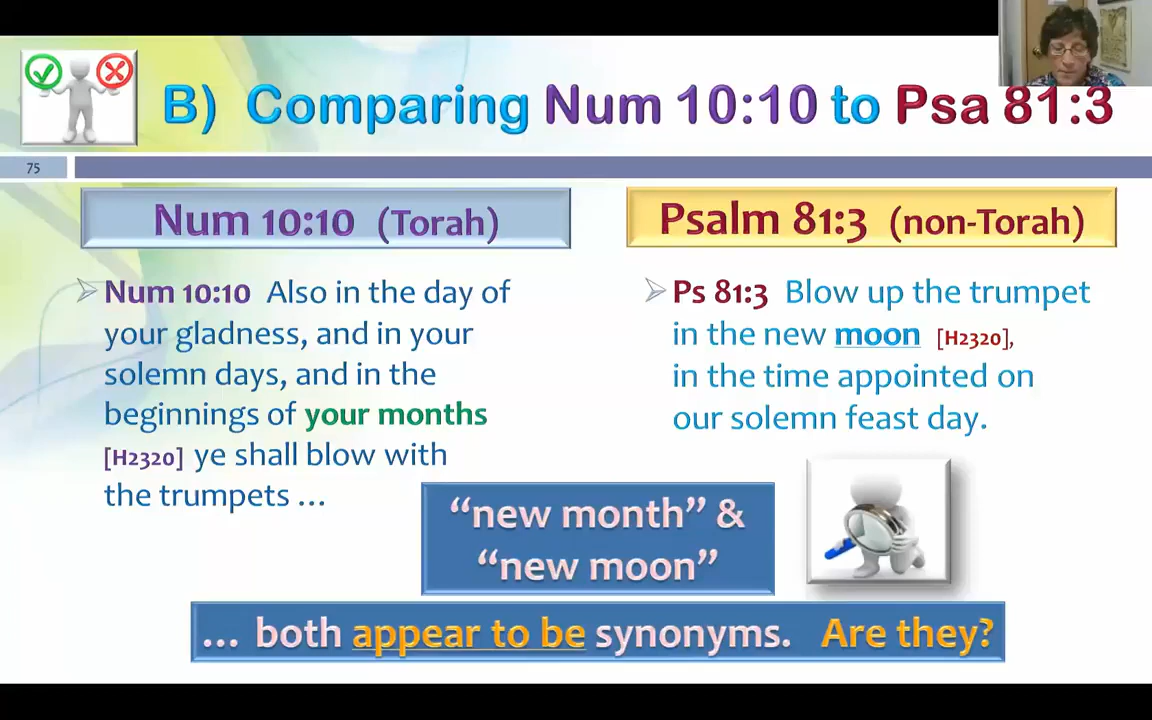 B) Comparing Num 10:10 to Psa 81:3
75
Num 10:10 (Torah)
Num 10:10 Also in the day of
your gladness, and in your
solemn days, and in the
beginnings of your months
[H2320] ye shall blow with
the trumpets ...
Psalm 81:3 (non-Torah)
Ps 81:3 Blow up the trumpet
in the new moon [H2320],
in the time appointed on
our solemn feast day.
“new month” &
“new moon”
... both appear to be synonyms. Are they?